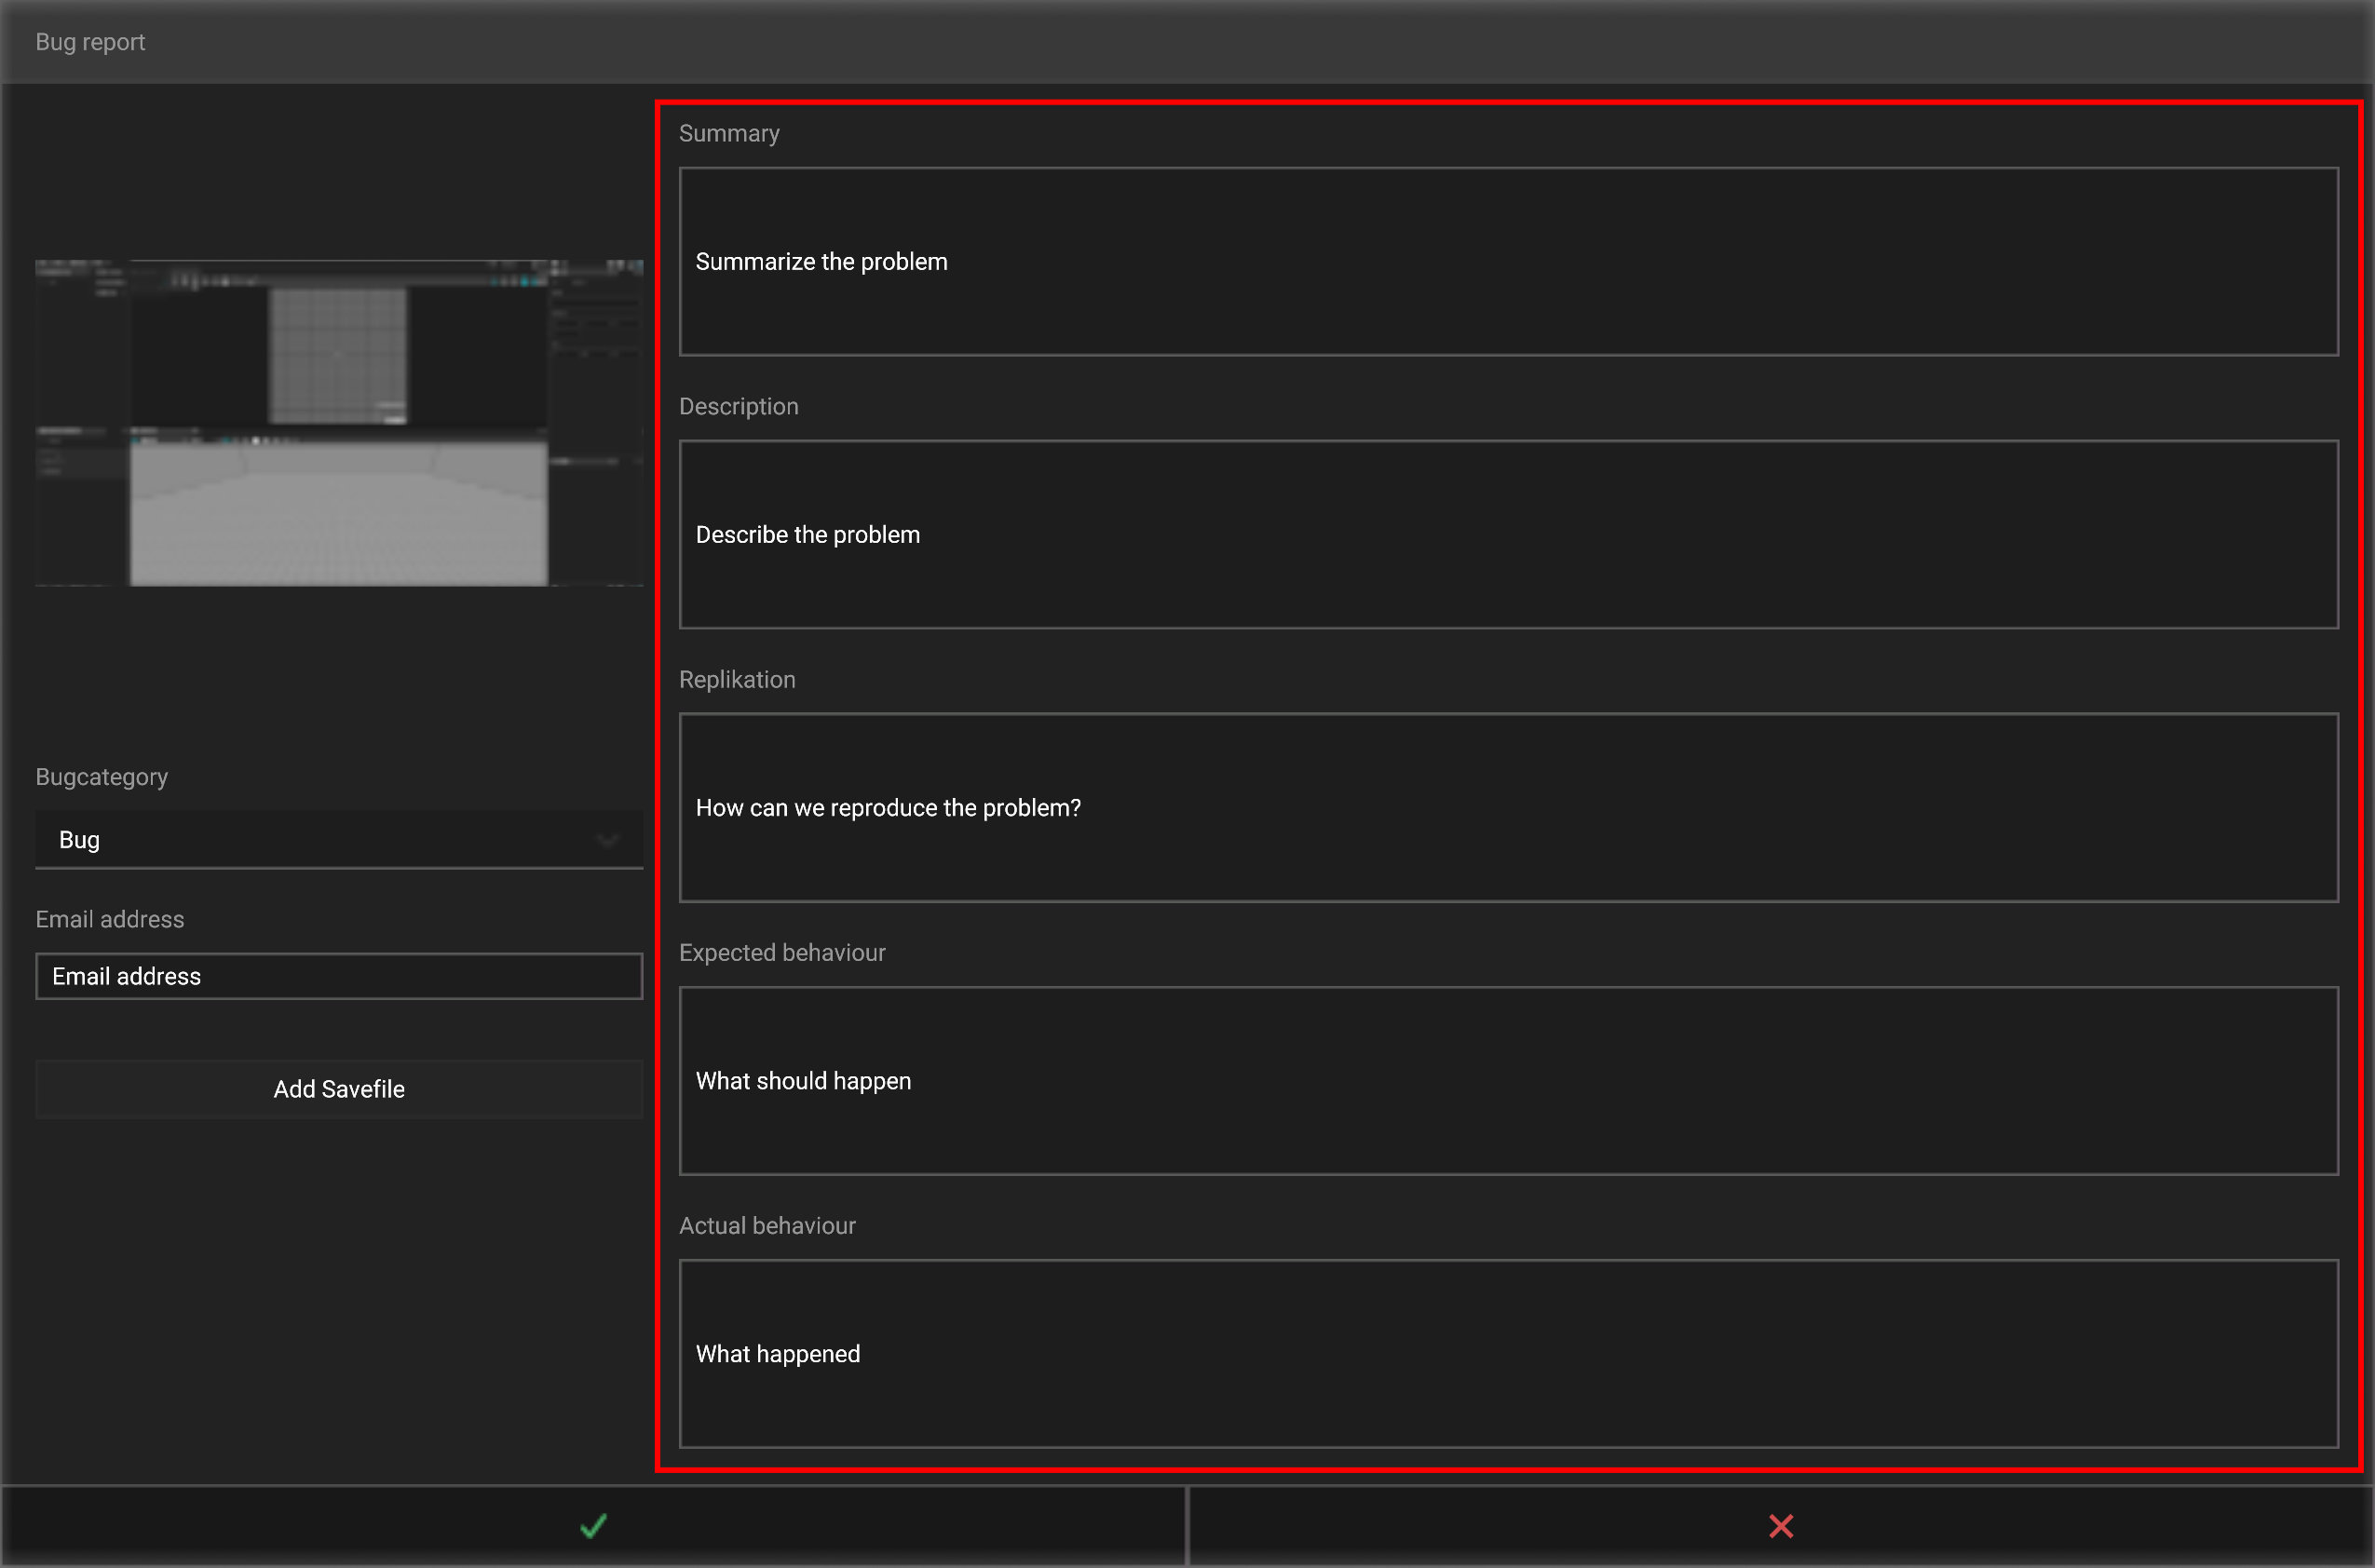 Bug report
Summary
Summarize the problem
Description
Describe the problem
Replikation
How can we reproduce the problem?
Expected behaviour
What should happen
Actual behaviour
What happened
Bugcategory
Bug
Email address
Email address
Add Savefile